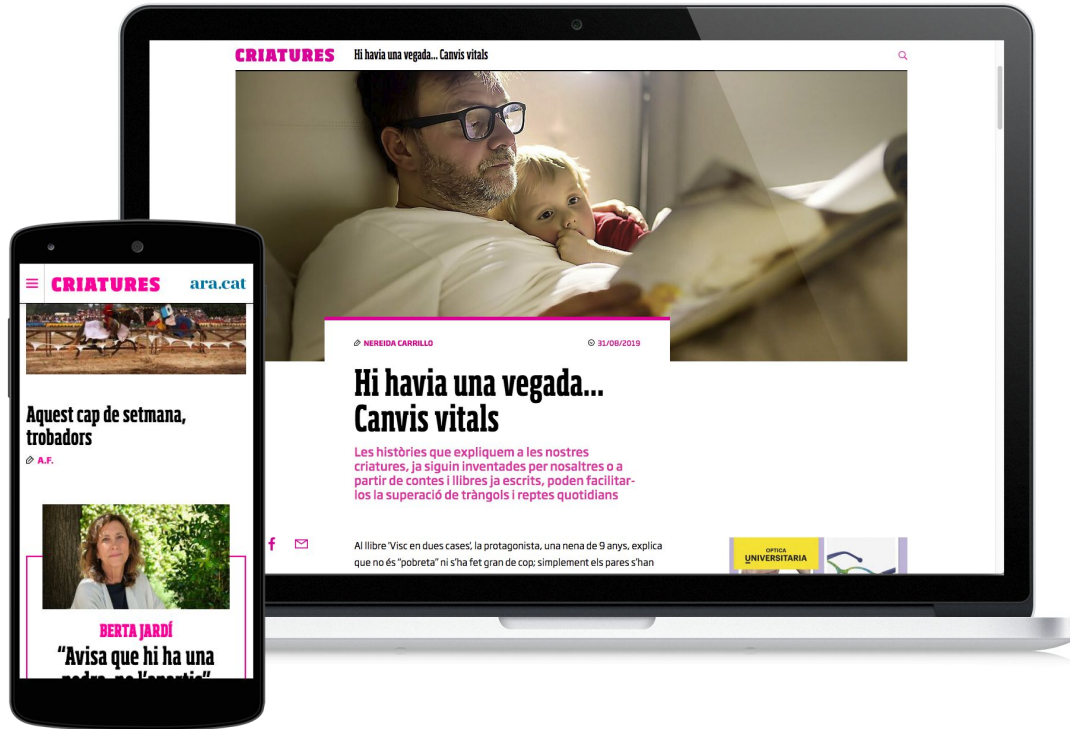 CRIATURES
Hi havia una vegada... Canvis vitals
NEREIDA CARRILLO
31/08/2019
Hi havia una vegada...
Canvis vitals
Les històries que expliquem a les nostres
criatures, ja siguin inventades per nosaltres o a
partir de contes i llibres ja escrits, poden facilitar-
los la superació de tràngols i reptes quotidians
Al llibre 'Visc en dues cases', la protagonista, una nena de 9 anys, explica
que no és "pobreta" ni s'ha fet gran de cop; simplement els pares s'han
OPTICA
UNIVERSITARIA
CRIATURES
ara.cat
Aquest cap de setmana,
trobadors
A.F.
BERTA JARDÍ
“Avisa que hi ha una
pedra, no l'apartis”